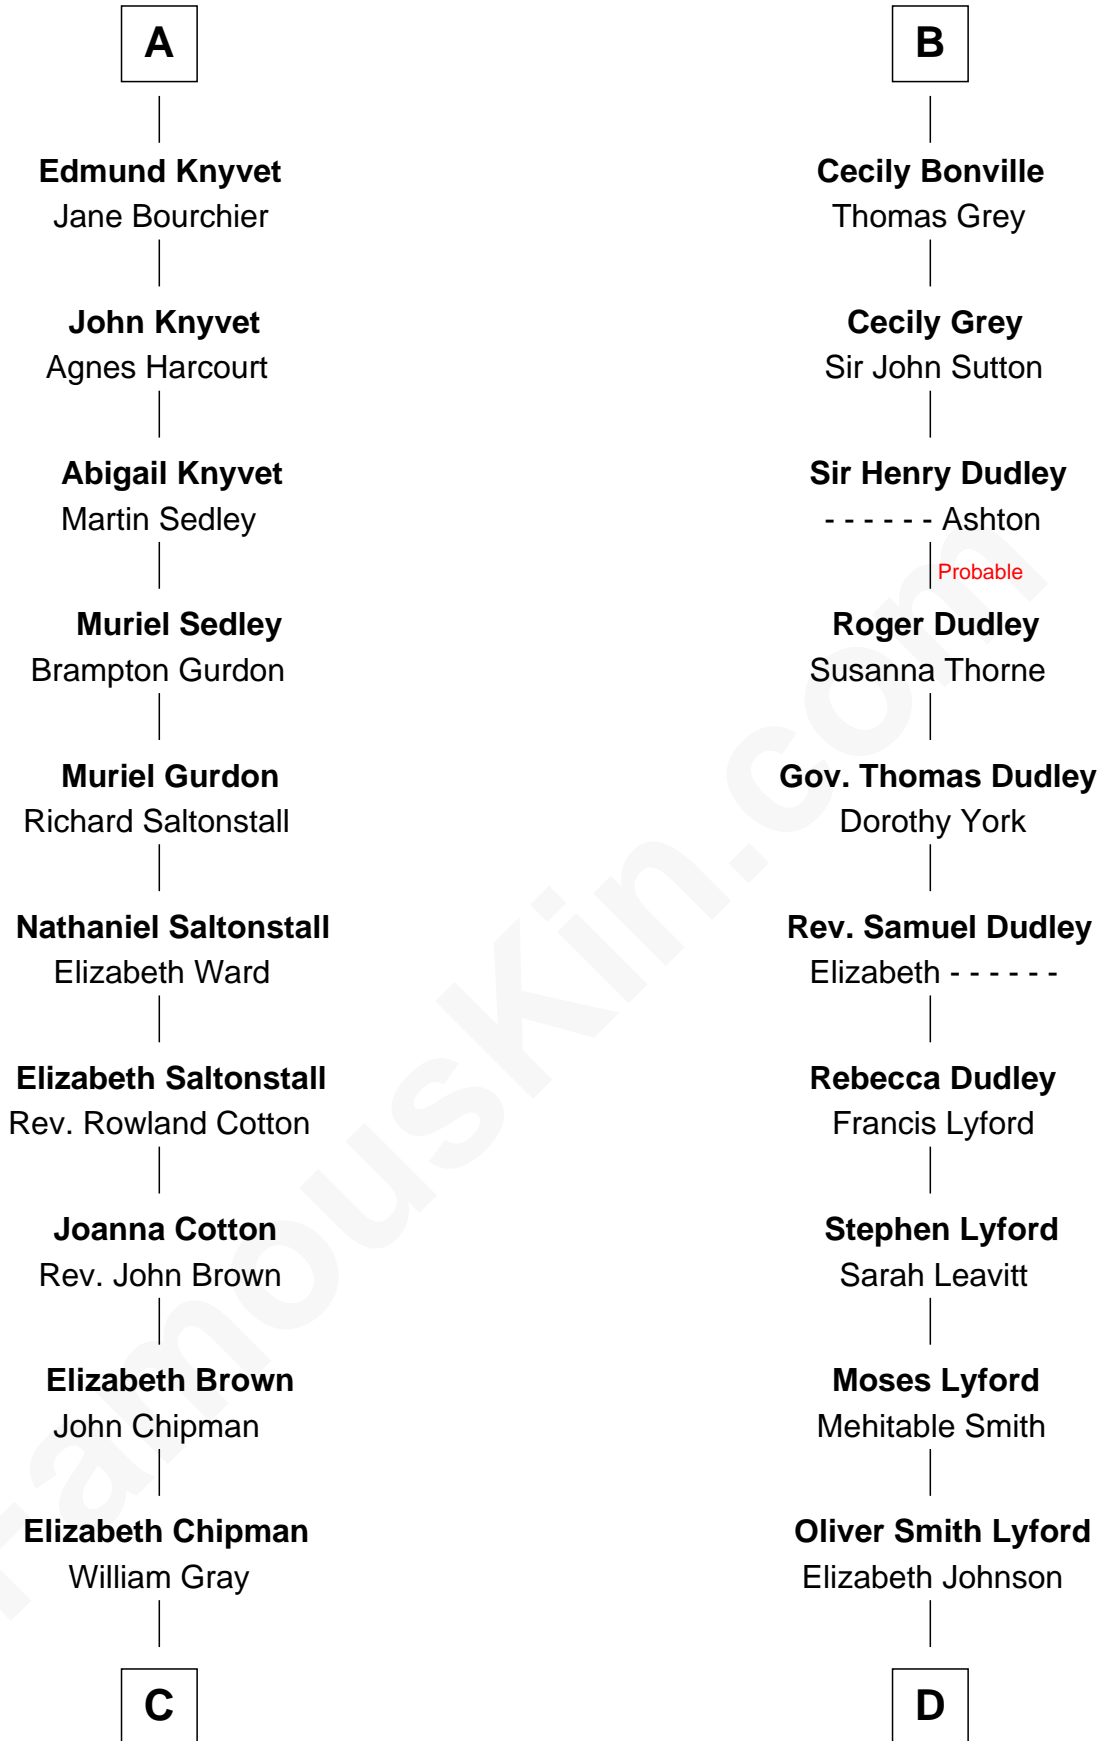 A
Edmund Knyvet
Jane Bourchier
John Knyvet
Agnes Harcourt
Abigail Knyvet
Martin Sedley
Muriel Sedley
Brampton Gurdon
Muriel Gurdon
Richard Saltonstall
Nathaniel Saltonstall
Elizabeth Ward
Elizabeth Saltonstall
Rev. Rowland Cotton
Joanna Cotton
Rev. John Brown
Elizabeth Brown
John Chipman
Elizabeth Chipman
William Gray
C
B
Cecily Bonville
Thomas Grey
Cecily Grey
Sir John Sutton
Sir Henry Dudley
- - - - - - Ashton
Probable
Roger Dudley
Susanna Thorne
Gov. Thomas Dudley
Dorothy York
Rev. Samuel Dudley
Elizabeth - - - - - -
Rebecca Dudley
Francis Lyford
Stephen Lyford
Sarah Leavitt
Moses Lyford
Mehitable Smith
Oliver Smith Lyford
Elizabeth Johnson
D
FamousKin.com